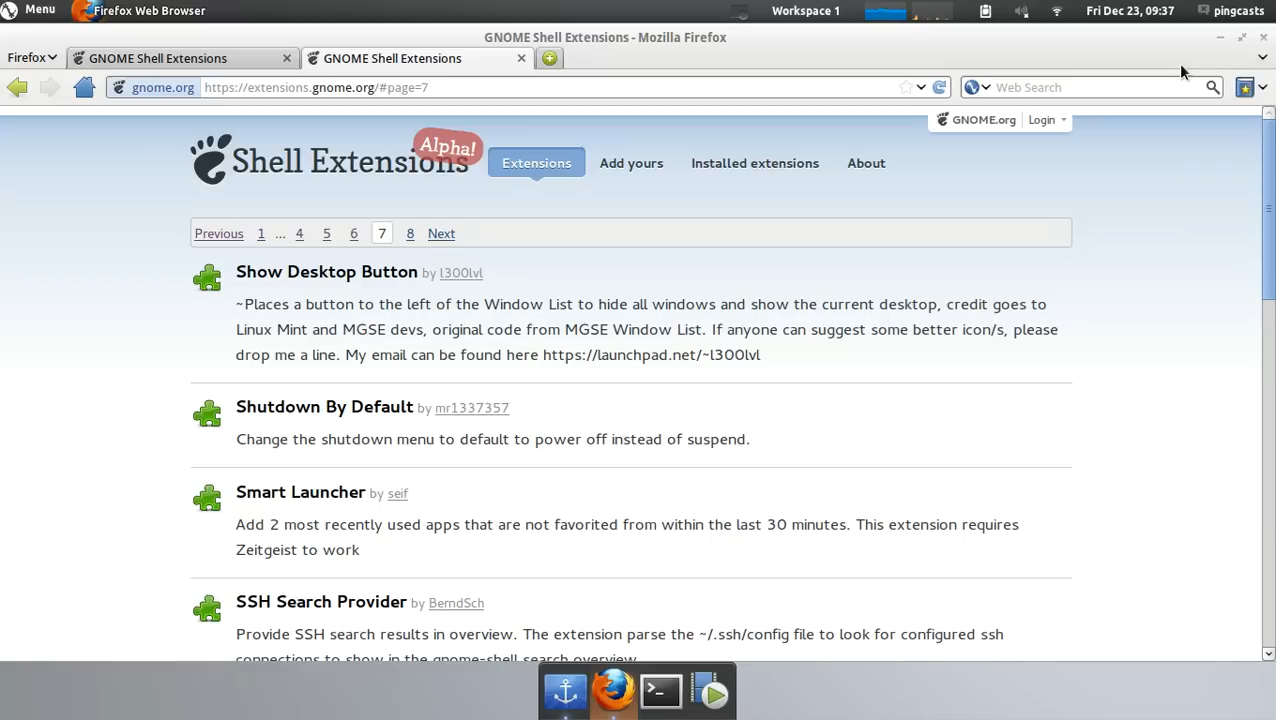 Menu Firefox Web Browser Workspace 1 Fri Dec 23, 09:37 pingcasts
GNOME Shell Extensions - Mozilla Firefox
Firefox GNOME Shell Extensions GNOME Shell Extensions
gnome.org https://extensions.gnome.org/#page=7 Web Search
GNOME.org Login
Shell Extensions Alpha! Extensions Add yours Installed extensions About
Previous 1 ... 4 5 6 7 8 Next
Show Desktop Button by l300lvl
~Places a button to the left of the Window List to hide all windows and show the current desktop, credit goes to
Linux Mint and MGSE devs, original code from MGSE Window List. If anyone can suggest some better icon/s, please
drop me a line. My email can be found here https://launchpad.net/~l300lvl
Shutdown By Default by mr1337357
Change the shutdown menu to default to power off instead of suspend.
Smart Launcher by seif
Add 2 most recently used apps that are not favorited from within the last 30 minutes. This extension requires
Zeitgeist to work
SSH Search Provider by BerndSch
Provide SSH search results in overview. The extension parse the ~/.ssh/config file to look for configured ssh
connections to show in the gnome-shell search overview.